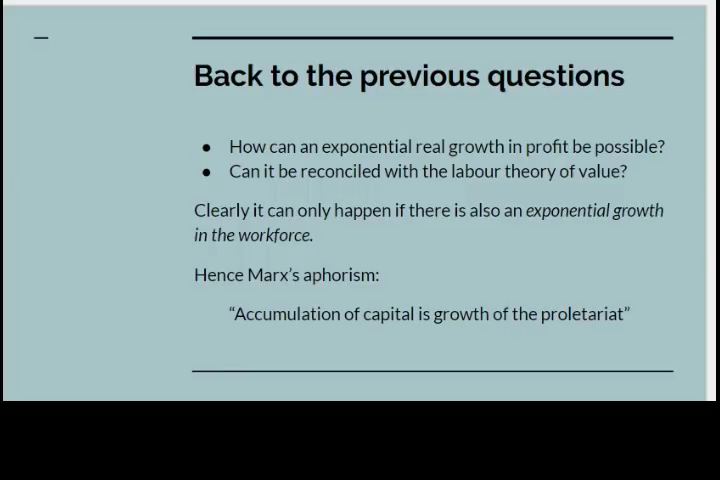 Back to the previous questions
● How can an exponential real growth in profit be possible?
● Can it be reconciled with the labour theory of value?
Clearly it can only happen if there is also an exponential growth
in the workforce.
Hence Marx’s aphorism:
“Accumulation of capital is growth of the proletariat”